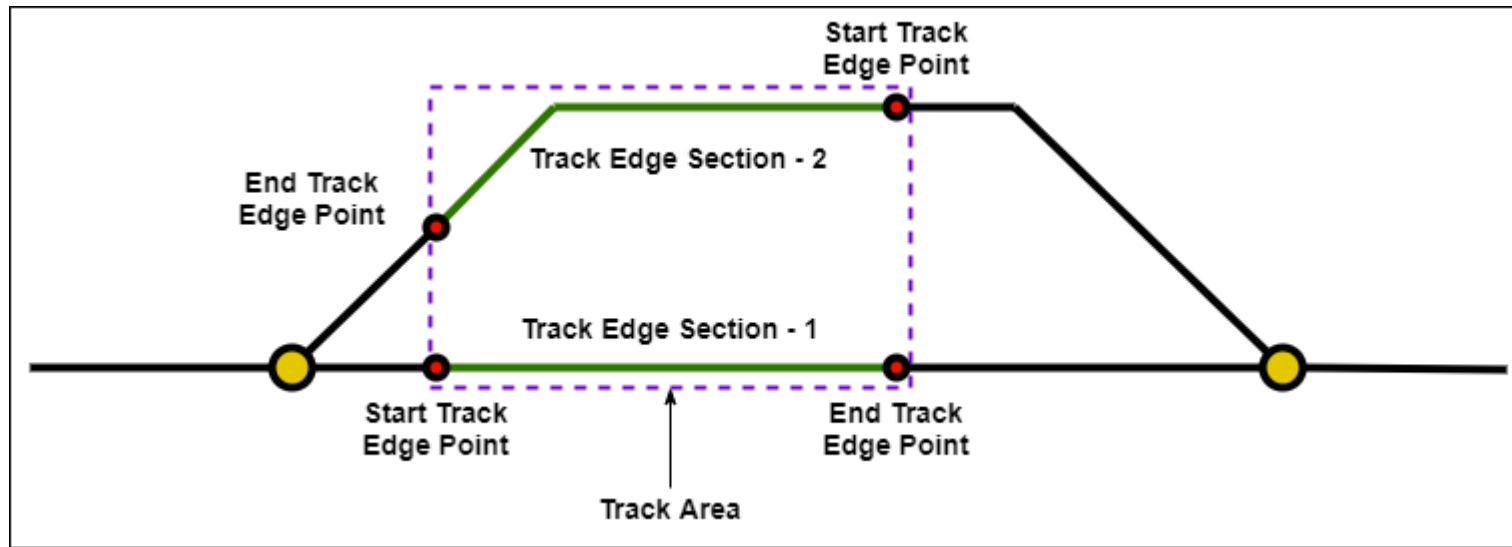 Start Track
Edge Point
Track Edge Section - 2
End Track
Edge Point
Track Edge Section - 1
Start Track
Edge Point
End Track
Edge Point
Track Area